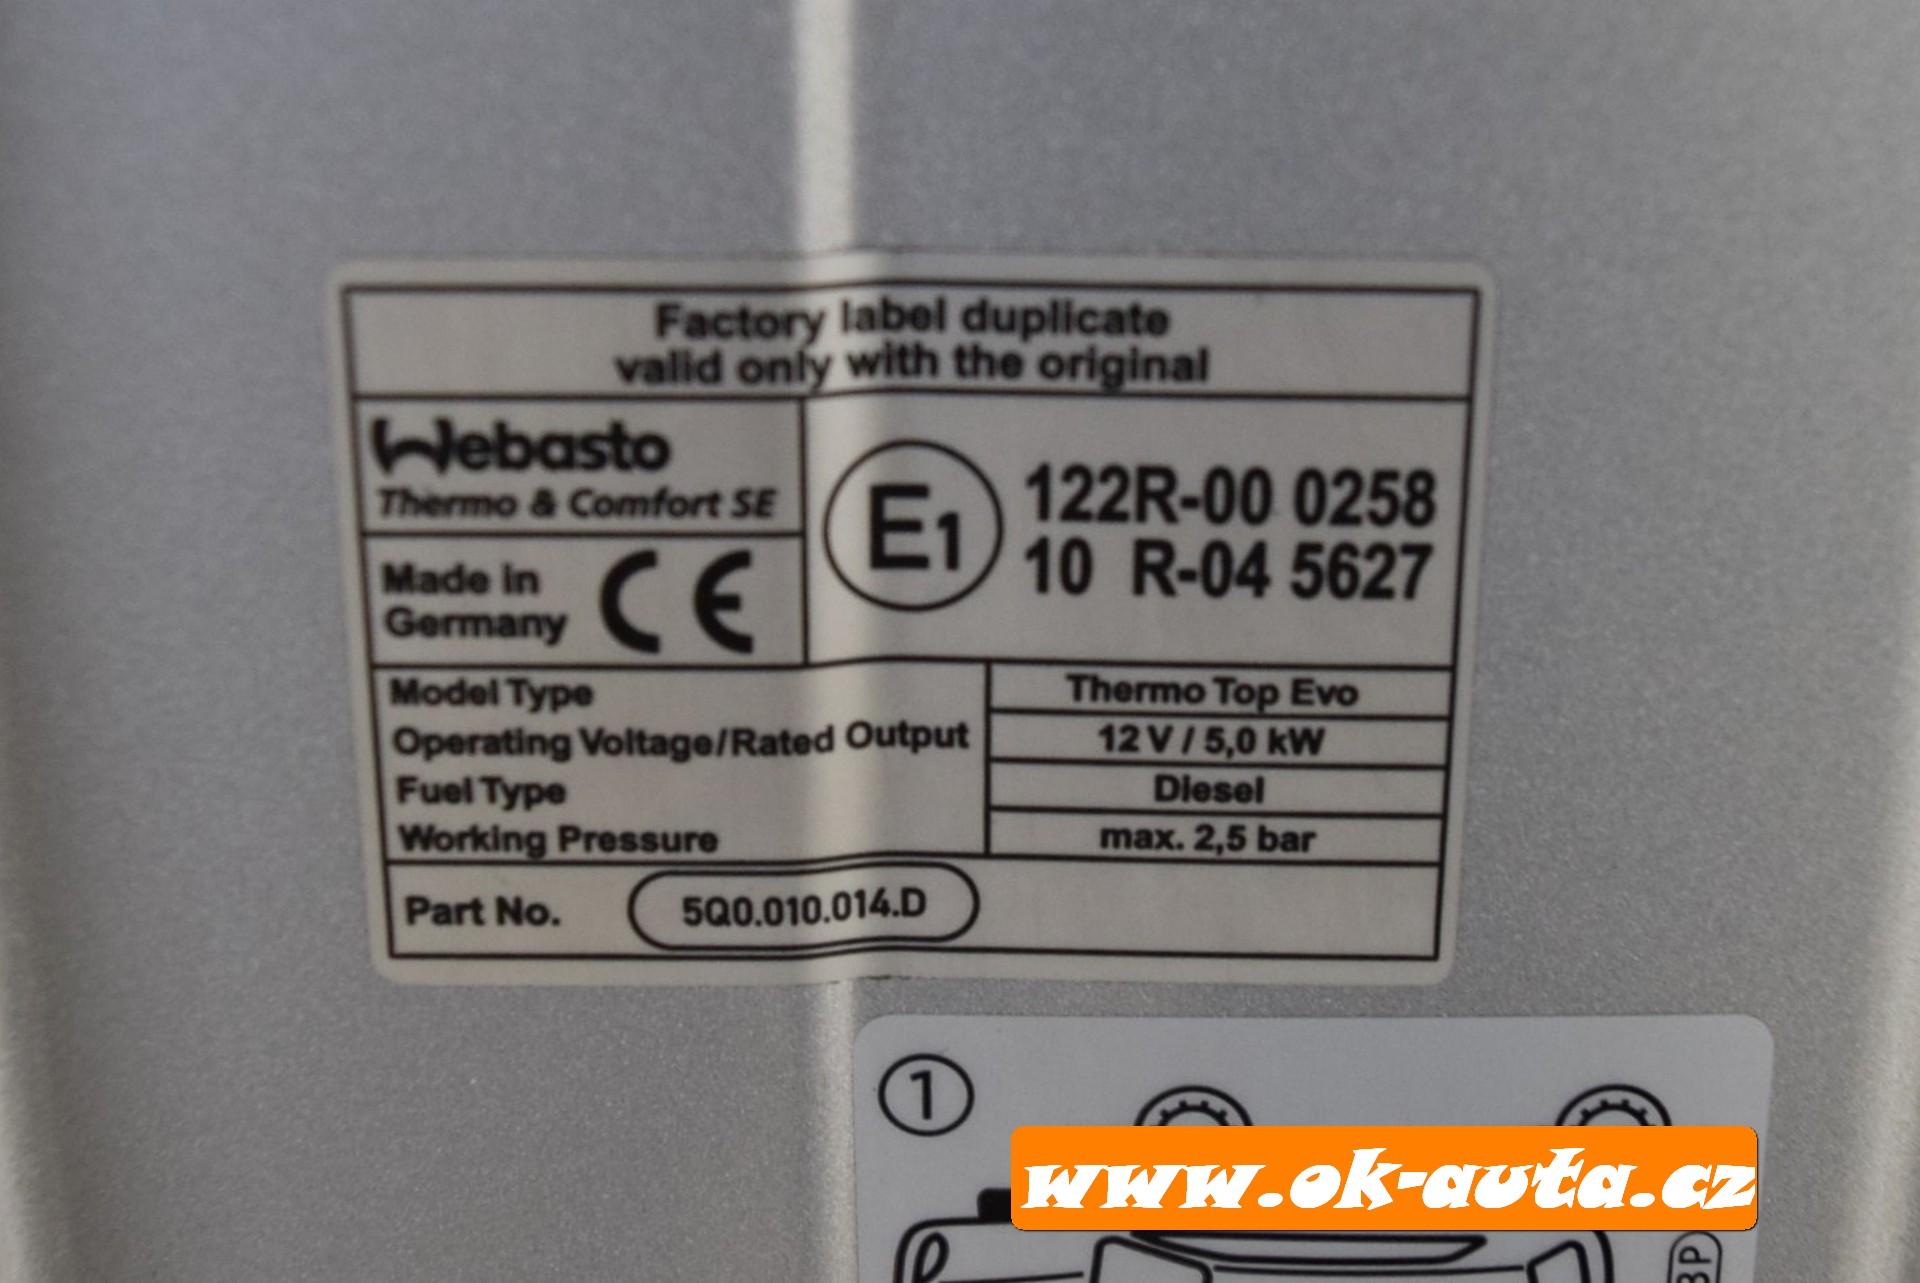 Factory label duplicate
valid only with the original
Webasto
Thermo & Comfort SE
Made in
Germany
CE
E1
122R-00 0258
10 R-04 5627
Model Type
Thermo Top Evo
Operating Voltage/Rated Output
12 V / 5,0 kW
Fuel Type
Diesel
Working Pressure
max. 2,5 bar
Part No.
5Q0.010.014.D
1
www.ok-auta.cz